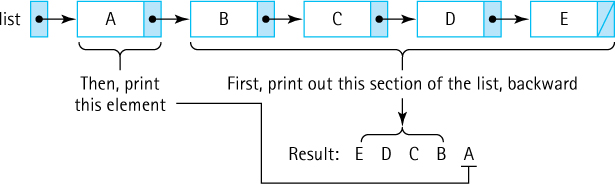 list A B C D E
Then, print First, print out this section of the list, backward
this element
Result: E D C B A